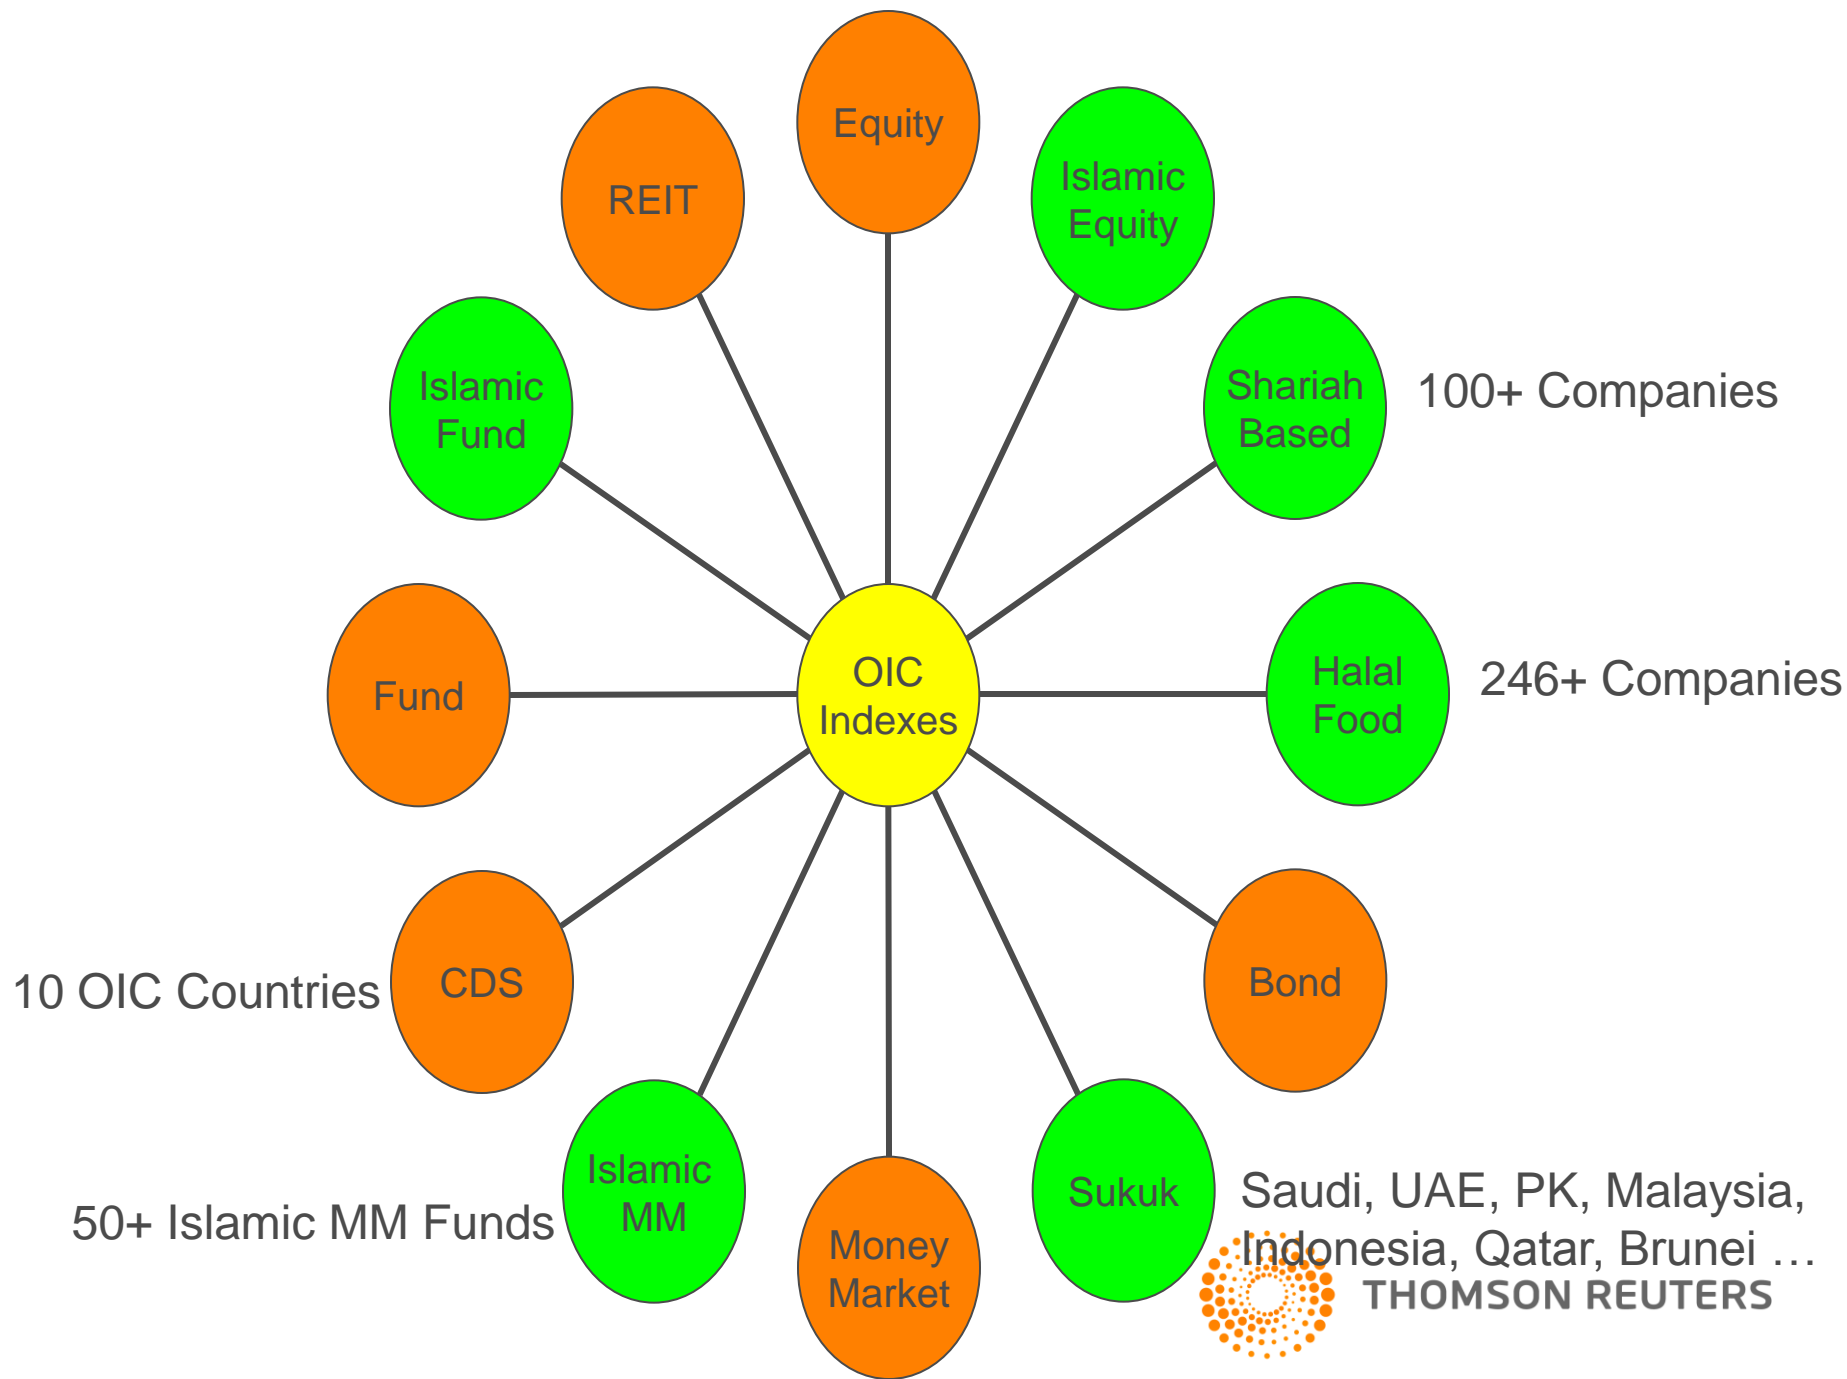 Equity
REIT
Islamic
Equity
Islamic
Fund
Shariah
Based
100+ Companies
Fund
OIC
Indexes
Halal
Food
246+ Companies
10 OIC Countries
CDS
Bond
50+ Islamic MM Funds
Islamic
MM
Money
Market
Sukuk
Saudi, UAE, PK, Malaysia,
Indonesia, Qatar, Brunei …
THOMSON REUTERS